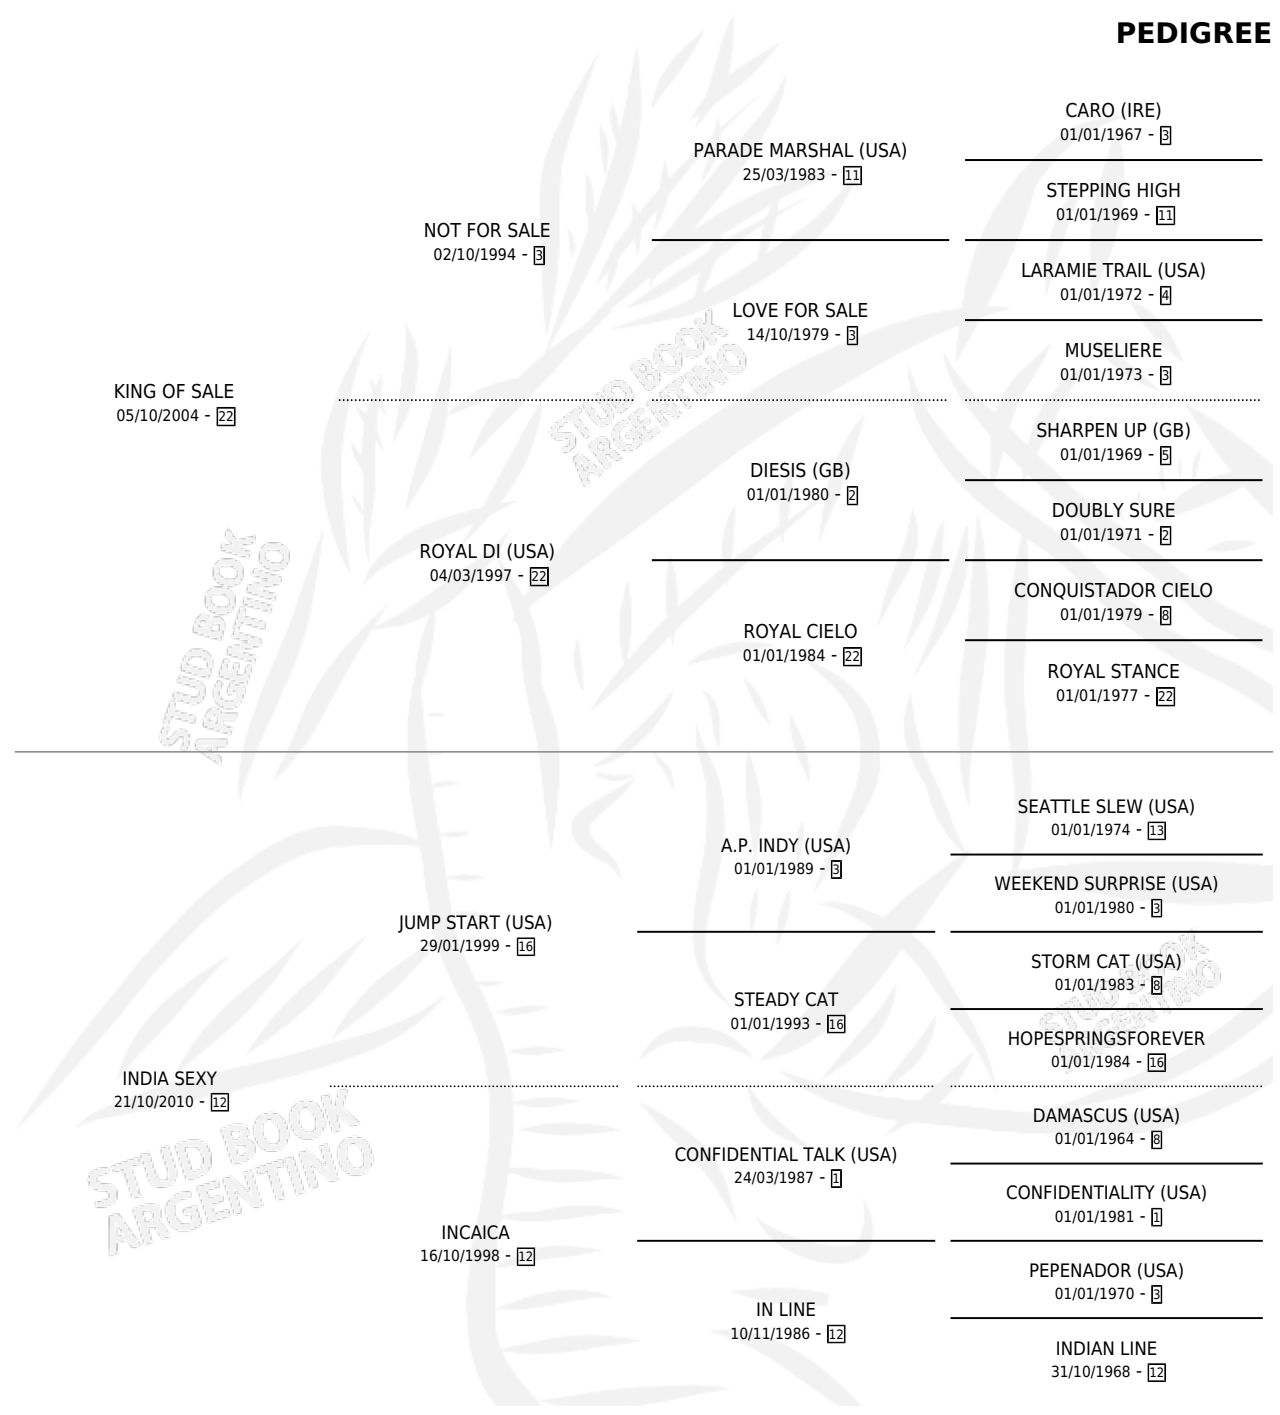 PEDIGREE
CARO (IRE)
01/01/1967 - 3
PARADE MARSHAL (USA)
25/03/1983 - 11
STEPPING HIGH
01/01/1969 - 11
NOT FOR SALE
02/10/1994 - 3
LARAMIE TRAIL (USA)
01/01/1972 - 4
LOVE FOR SALE
14/10/1979 - 3
MUSELIERE
01/01/1973 - 3
KING OF SALE
05/10/2004 - 22
STUD BOOK
ARGENTINO
SHARPEN UP (GB)
01/01/1969 - 5
DIESIS (GB)
01/01/1980 - 2
DOUBLY SURE
01/01/1971 - 2
ROYAL DI (USA)
04/03/1997 - 22
CONQUISTADOR CIELO
01/01/1979 - 8
ROYAL CIELO
01/01/1984 - 22
ROYAL STANCE
01/01/1977 - 22
STUD BOOK
ARGENTINO
SEATTLE SLEW (USA)
01/01/1974 - 13
A.P. INDY (USA)
01/01/1989 - 3
WEEKEND SURPRISE (USA)
01/01/1980 - 3
JUMP START (USA)
29/01/1999 - 16
STORM CAT (USA)
01/01/1983 - 8
STEADY CAT
01/01/1993 - 16
HOPESPRINGSFOREVER
01/01/1984 - 16
STUD BOOK
ARGENTINO
INDIA SEXY
21/10/2010 - 12
DAMASCUS (USA)
01/01/1964 - 8
CONFIDENTIAL TALK (USA)
24/03/1987 - 1
CONFIDENTIALITY (USA)
01/01/1981 - 1
STUD BOOK
ARGENTINO
INCAICA
16/10/1998 - 12
PEPENADOR (USA)
01/01/1970 - 3
IN LINE
10/11/1986 - 12
INDIAN LINE
31/10/1968 - 12